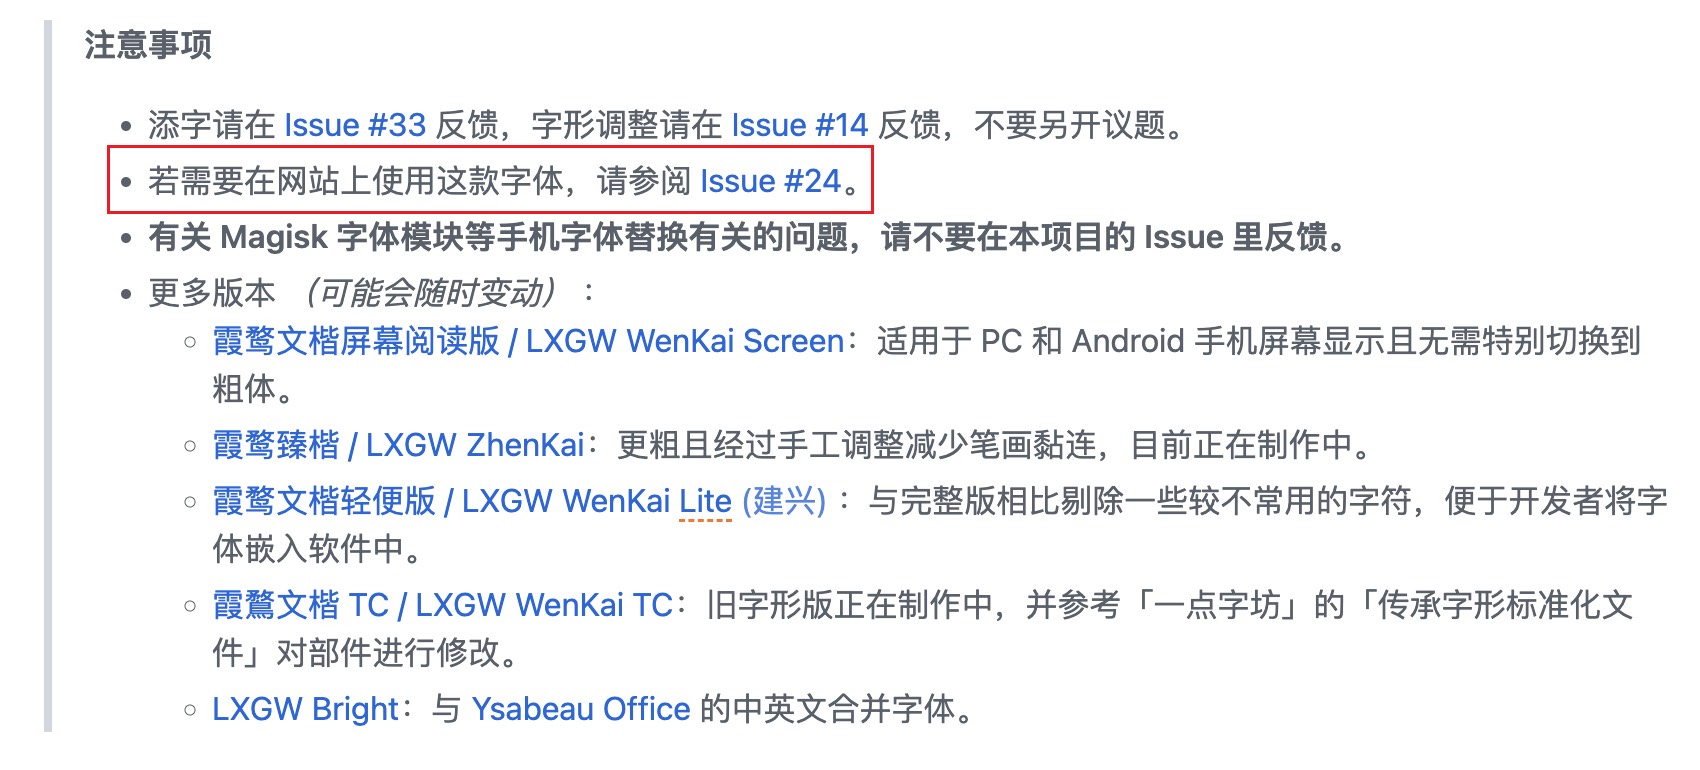 注意事项
添字请在 Issue #33 反馈，字形调整请在 Issue #14 反馈，不要另开议题。
若需要在网站上使用这款字体，请参阅 Issue #24。
有关 Magisk 字体模块等手机字体替换有关的问题，请不要在本项目的 Issue 里反馈。
更多版本 （可能会随时变动）：
霞鹜文楷屏幕阅读版 / LXGW WenKai Screen：适用于 PC 和 Android 手机屏幕显示且无需特别切换到
粗体。
霞鹜臻楷 / LXGW ZhenKai：更粗且经过手工调整减少笔画黏连，目前正在制作中。
霞鹜文楷轻便版 / LXGW WenKai Lite (建兴)：与完整版相比剔除一些较不常用的字符，便于开发者将字
体嵌入软件中。
霞鶩文楷 TC / LXGW WenKai TC：旧字形版正在制作中，并参考「一点字坊」的「传承字形标准化文
件」对部件进行修改。
LXGW Bright：与 Ysabeau Office 的中英文合并字体。